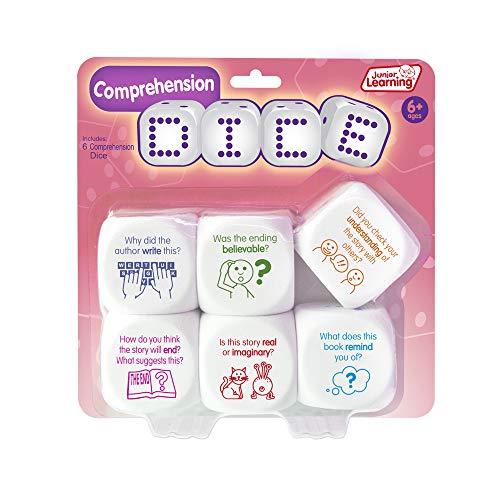 Comprehension
DICE
Junior
Learning
6+
ages
Includes:
6 Comprehension
Dice
Why did the
author write this?
Was the ending
believable?
?
Did you check your
understanding of
the story with
others?
How do you think
the story will end?
What suggests this?
THE END
?
Is this story real
or imaginary?
What does this
book remind
you of?
?